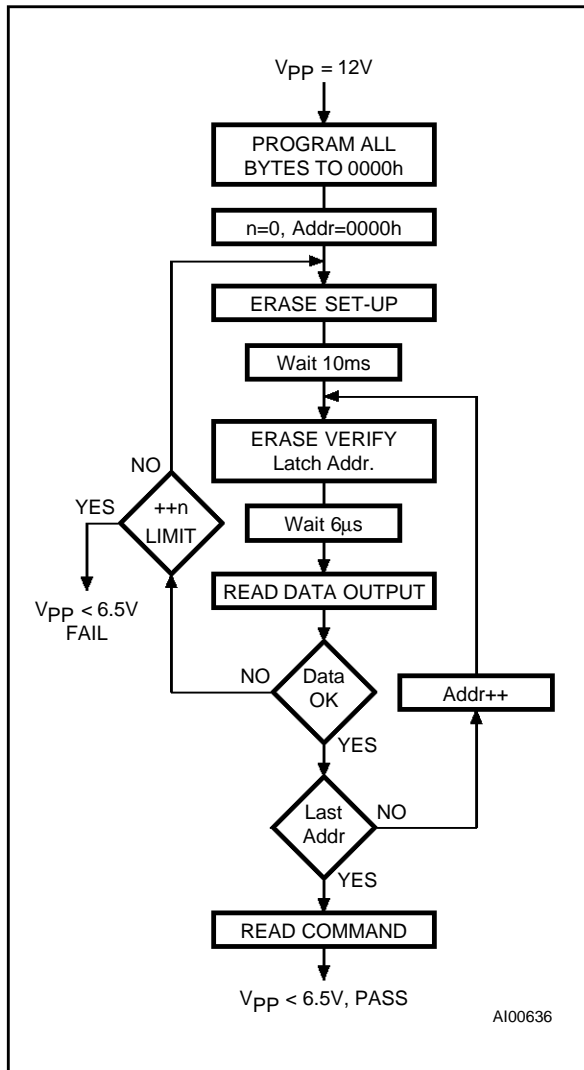 VPP = 12V
PROGRAM ALL
BYTES TO 0000h
n=0, Addr=0000h
ERASE SET-UP
Wait 10ms
ERASE VERIFY
Latch Addr.
NO
YES
++n
LIMIT
Wait 6µs
VPP < 6.5V
FAIL
READ DATA OUTPUT
NO
Data
OK
YES
Addr++
Last
Addr
NO
YES
READ COMMAND
VPP < 6.5V, PASS
AI00636